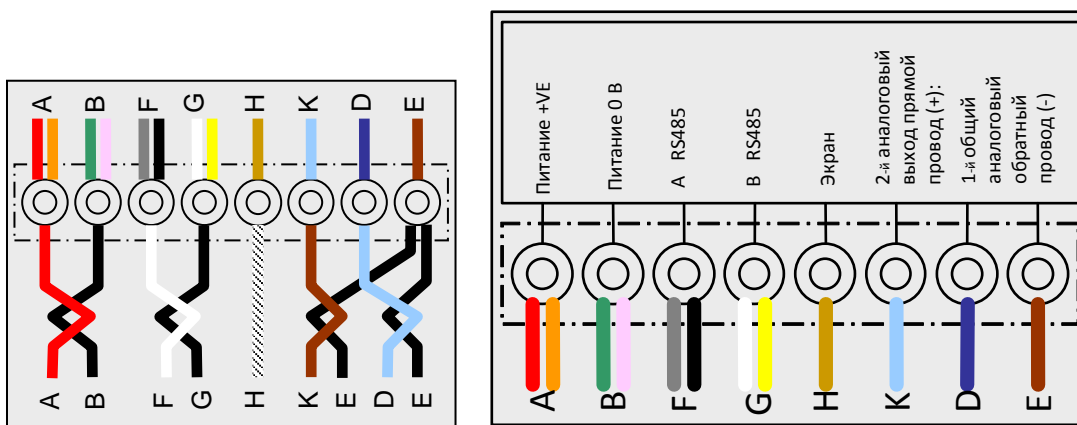 A B F G H K D E
A B F G H K E D E
Питание +VE
Питание 0 В
A RS485
B RS485
Экран
2-й аналоговый
выход прямой
провод (+):
1-й общий
аналоговый
обратный
провод (-)
A B F G H K D E